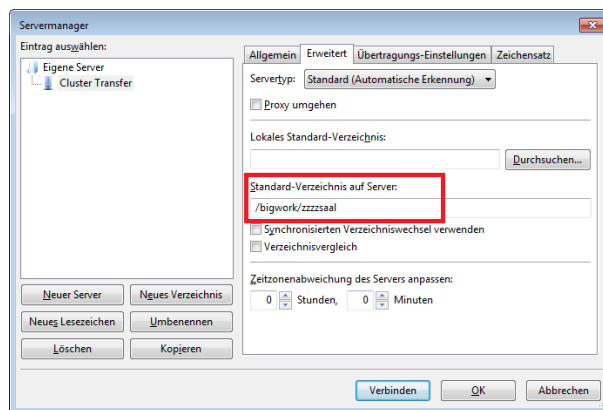 Servermanager
Eintrag auswählen:
Eigene Server
Cluster Transfer
Neuer Server
Neues Verzeichnis
Neues Lesezeichen
Umbenennen
Löschen
Kopieren
Allgemein Erweitert Übertragungs-Einstellungen Zeichensatz
Servertyp: Standard (Automatische Erkennung)
Proxy umgehen
Lokales Standard-Verzeichnis:
Durchsuchen...
Standard-Verzeichnis auf Server:
/bigwork/zzzzsaal
Synchronisierten Verzeichniswechsel verwenden
Verzeichnisvergleich
Zeitzonenabweichung des Servers anpassen:
0 Stunden, 0 Minuten
Verbinden OK Abbrechen